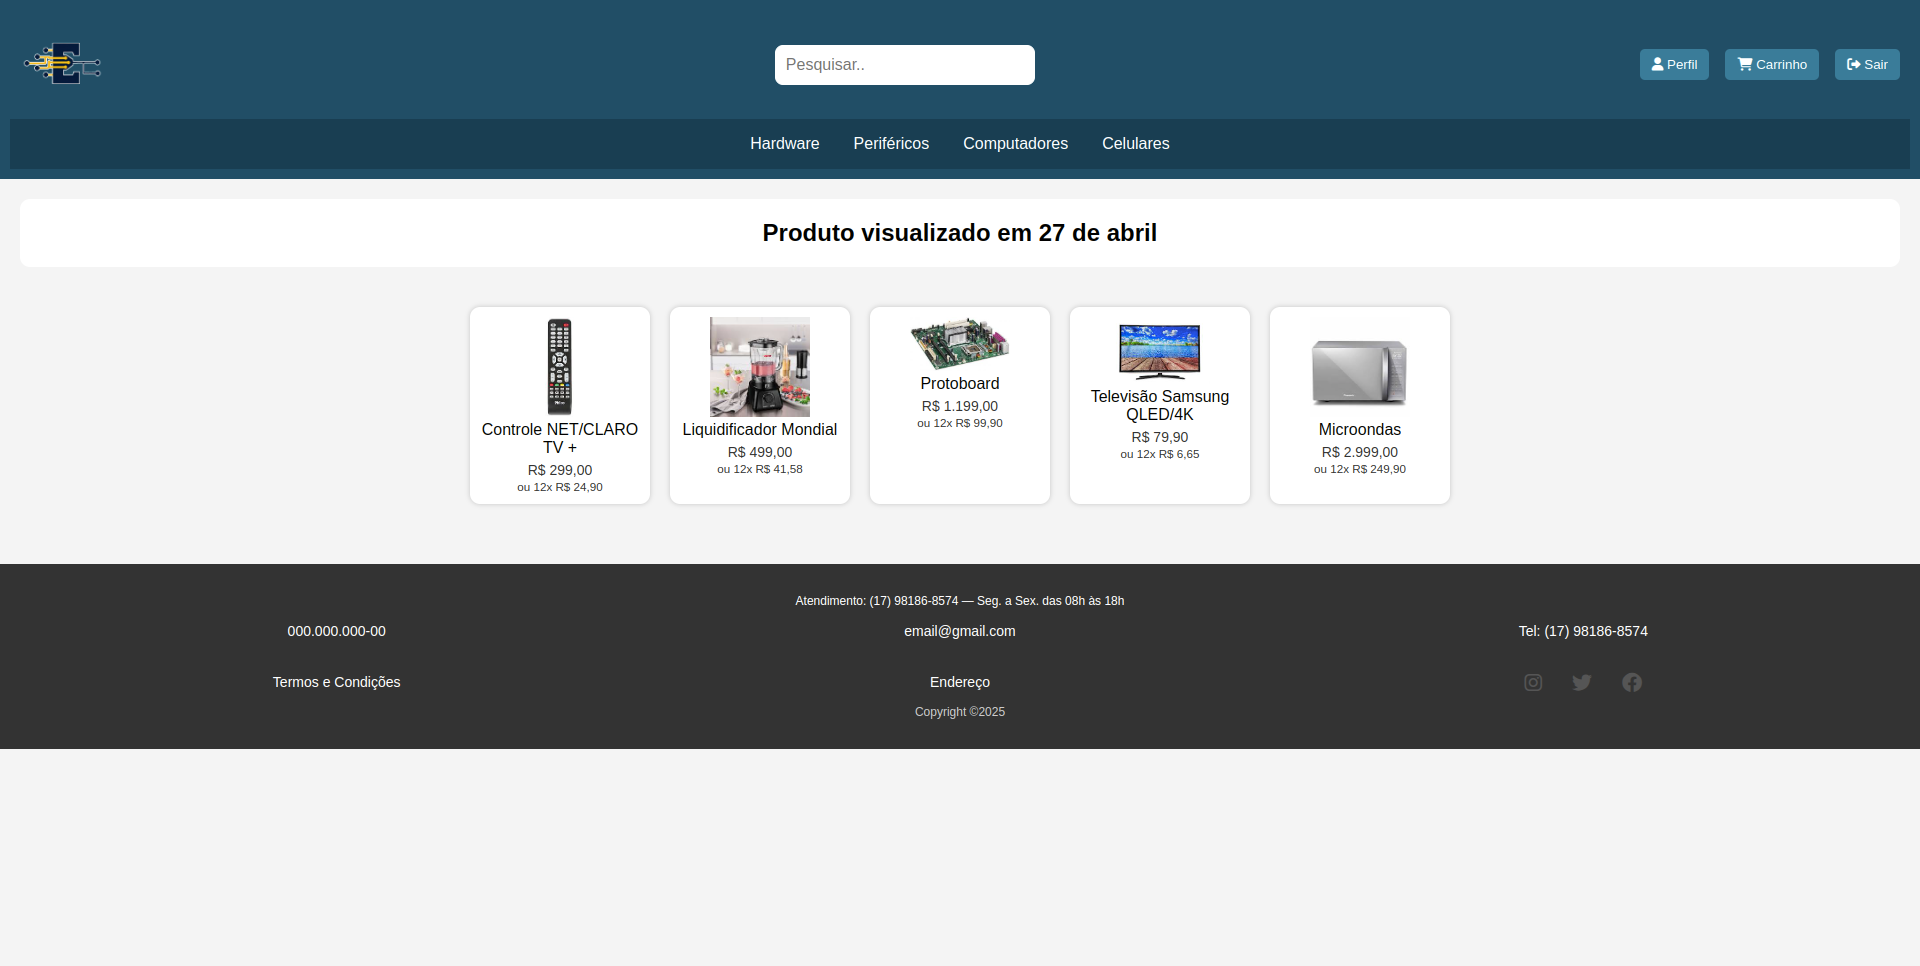 Pesquisar..
Perfil
Carrinho
Sair
Hardware
Periféricos
Computadores
Celulares
Produto visualizado em 27 de abril
Controle NET/CLARO
TV +
R$ 299,00
ou 12x R$ 24,90
Liquidificador Mondial
R$ 499,00
ou 12x R$ 41,58
Protoboard
R$ 1.199,00
ou 12x R$ 99,90
Televisão Samsung
QLED/4K
R$ 79,90
ou 12x R$ 6,65
Microondas
R$ 2.999,00
ou 12x R$ 249,90
Atendimento: (17) 98186-8574 — Seg. a Sex. das 08h às 18h
000.000.000-00
email@gmail.com
Tel: (17) 98186-8574
Termos e Condições
Endereço
Copyright ©2025